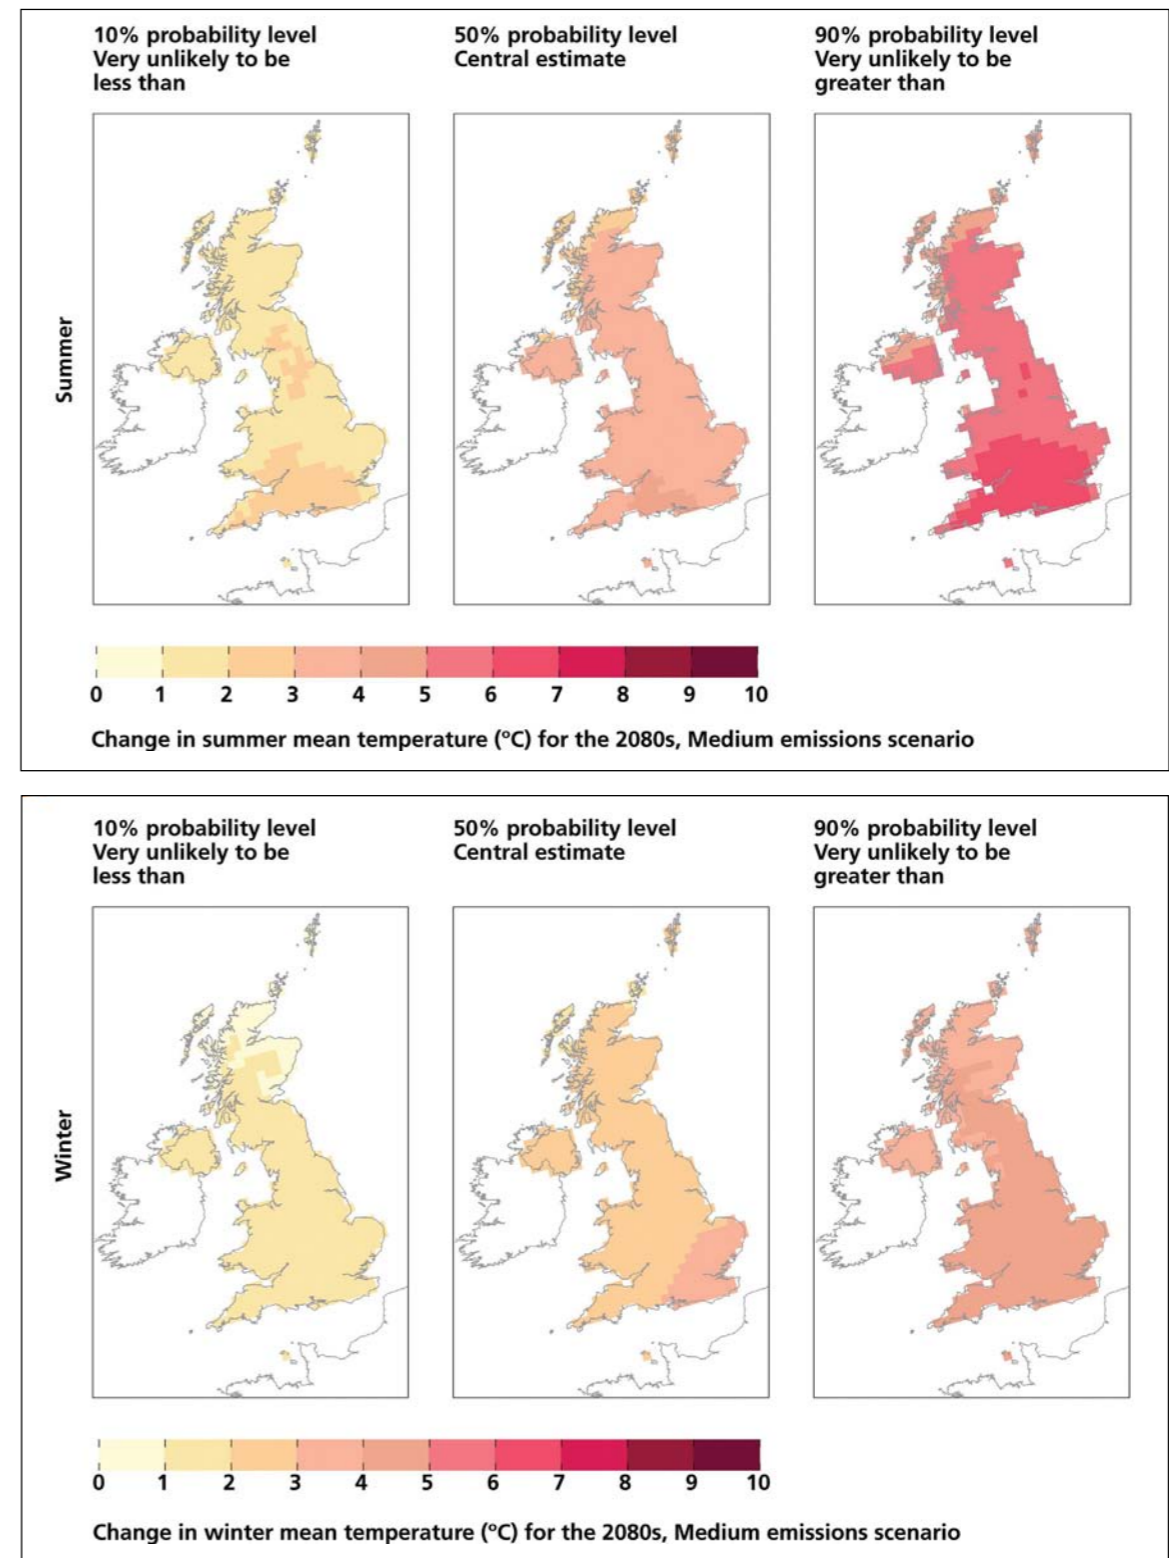 10% probability level
Very unlikely to be
less than
50% probability level
Central estimate
90% probability level
Very unlikely to be
greater than
Summer
0 1 2 3 4 5 6 7 8 9 10
Change in summer mean temperature (ºC) for the 2080s, Medium emissions scenario
10% probability level
Very unlikely to be
less than
50% probability level
Central estimate
90% probability level
Very unlikely to be
greater than
Winter
0 1 2 3 4 5 6 7 8 9 10
Change in winter mean temperature (ºC) for the 2080s, Medium emissions scenario